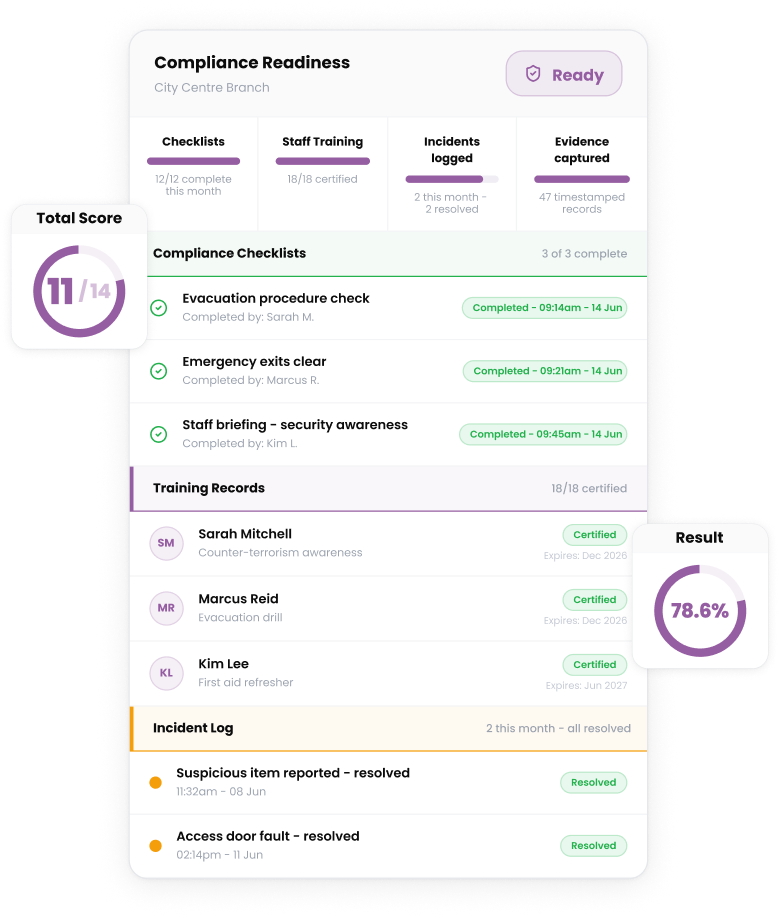 Compliance Readiness
City Centre Branch
Ready
Checklists
12/12 complete
this month
Staff Training
18/18 certified
Incidents
logged
2 this month -
2 resolved
Evidence
captured
47 timestamped
records
Total Score
11 / 14
Compliance Checklists
3 of 3 complete
Evacuation procedure check
Completed by: Sarah M.
Completed - 09:14am - 14 Jun
Emergency exits clear
Completed by: Marcus R.
Completed - 09:21am - 14 Jun
Staff briefing - security awareness
Completed by: Kim L.
Completed - 09:45am - 14 Jun
Training Records
18/18 certified
SM
Sarah Mitchell
Counter-terrorism awareness
Certified
Expires: Dec 2026
MR
Marcus Reid
Evacuation drill
Certified
Expires: Dec 2026
KL
Kim Lee
First aid refresher
Certified
Expires: Jun 2027
Result
78.6%
Incident Log
2 this month - all resolved
Suspicious item reported - resolved
11:32am - 08 Jun
Resolved
Access door fault - resolved
02:14pm - 11 Jun
Resolved